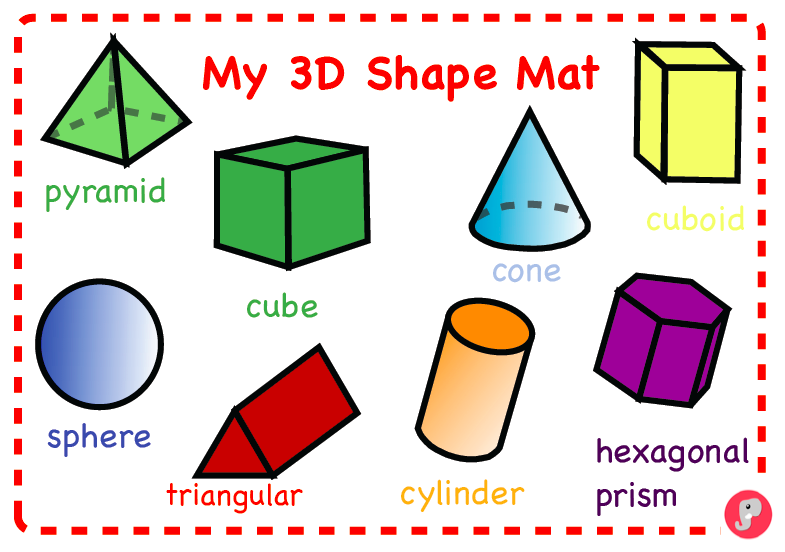 My 3D Shape Mat
pyramid
cuboid
cone
cube
sphere
hexagonal
prism
triangular
cylinder